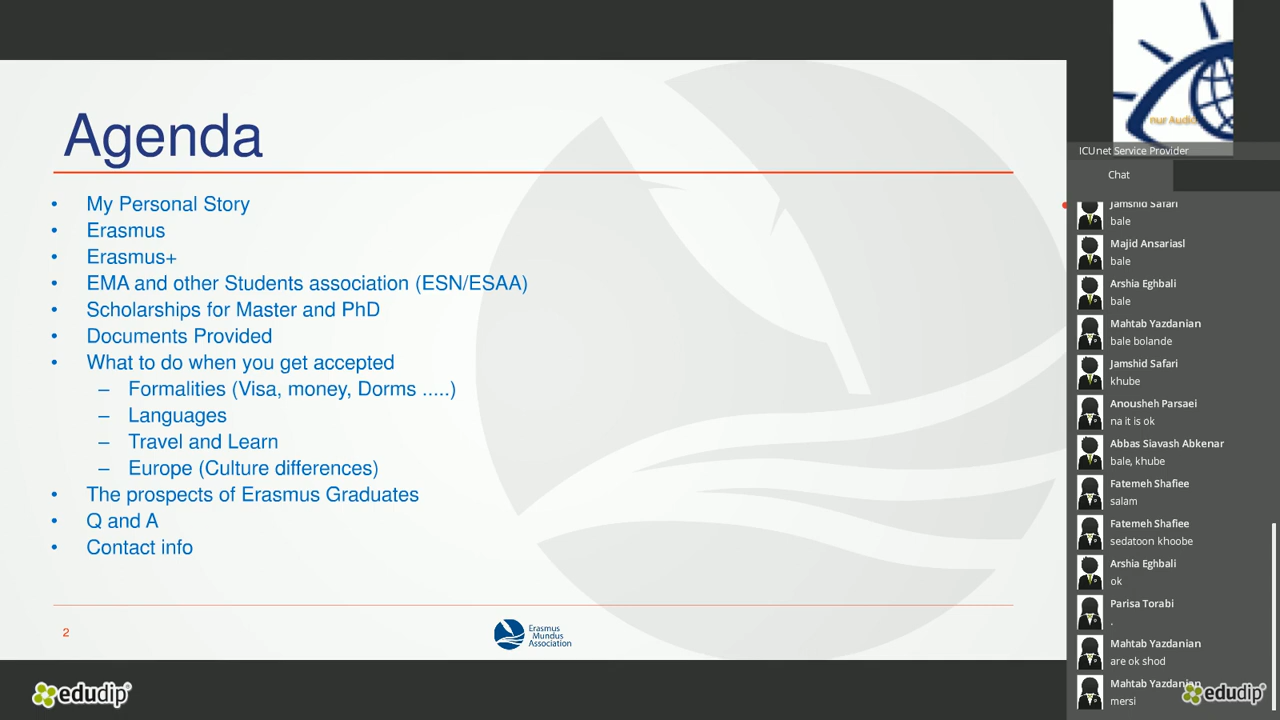 Agenda
• My Personal Story
• Erasmus
• Erasmus+
• EMA and other Students association (ESN/ESAA)
• Scholarships for Master and PhD
• Documents Provided
• What to do when you get accepted
– Formalities (Visa, money, Dorms .....)
– Languages
– Travel and Learn
– Europe (Culture differences)
• The prospects of Erasmus Graduates
• Q and A
• Contact info
2
Erasmus
Mundus
Association
edudip
nur Audio
ICUnet Service Provider
Chat
Jamshid Safari
bale
Majid Ansariasl
bale
Arshia Eghbali
bale
Mahtab Yazdanian
bale bolande
Jamshid Safari
khube
Anousheh Parsaei
na it is ok
Abbas Siavash Abkenar
bale, khube
Fatemeh Shafiee
salam
Fatemeh Shafiee
sedatoon khoobe
Arshia Eghbali
ok
Parisa Torabi
.
Mahtab Yazdanian
are ok shod
Mahtab Yazdanian
mersi
edudip